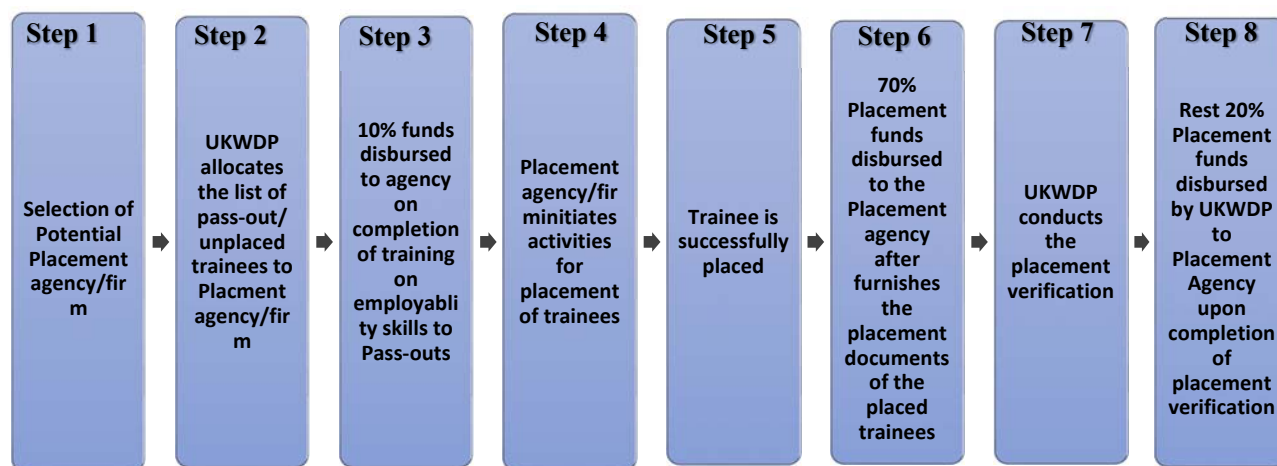 Step 1
Selection of
Potential
Placement
agency/fir
m
Step 2
UKWDP
allocates
the list of
pass-out/
unplaced
trainees to
Placment
agency/fir
m
Step 3
10% funds
disbursed
to agency
on
completion
of training
on
employabli
ty skills to
Pass-outs
Step 4
Placement
agency/fir
minitiates
activities
for
placement
of trainees
Step 5
Trainee is
successfully
placed
Step 6
70%
Placement
funds
disbursed
to the
Placement
agency
after
furnishes
the
placement
documents
of the
placed
trainees
Step 7
UKWDP
conducts
the
placement
verification
Step 8
Rest 20%
Placement
funds
disbursed
by UKWDP
to
Placement
Agency
upon
completion
of
placement
verification